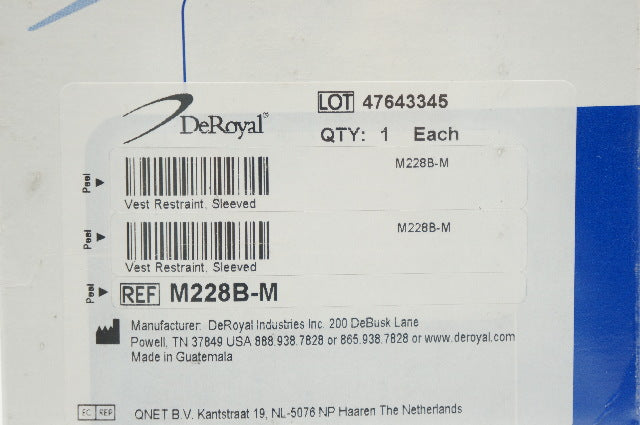 DeRoyal®
LOT 47643345
QTY: 1 Each
Peel
M228B-M
Vest Restraint, Sleeved
Peel
M228B-M
Vest Restraint, Sleeved
Peel
REF M228B-M
Manufacturer: DeRoyal Industries Inc. 200 DeBusk Lane
Powell, TN 37849 USA 888.938.7828 or 865.938.7828 or www.deroyal.com
Made in Guatemala
EC REP QNET B.V. Kantstraat 19, NL-5076 NP Haaren The Netherlands